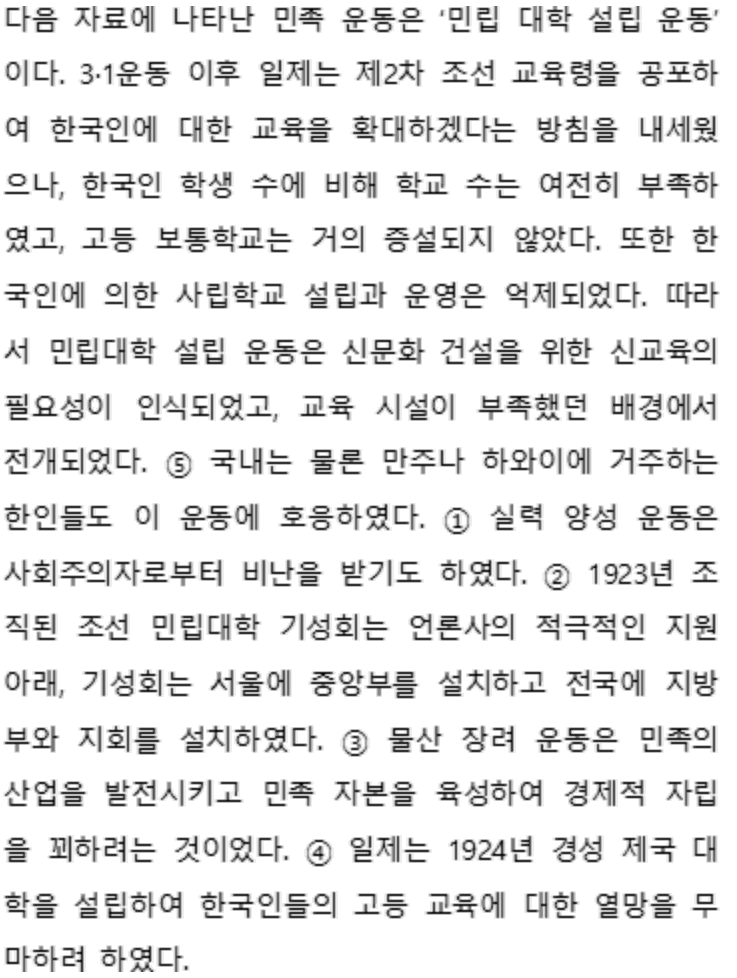 다음 자료에 나타난 민족 운동은 ‘민립 대학 설립 운동’
이다. 3·1운동 이후 일제는 제2차 조선 교육령을 공포하
여 한국인에 대한 교육을 확대하겠다는 방침을 내세웠
으나, 한국인 학생 수에 비해 학교 수는 여전히 부족하
였고, 고등 보통학교는 거의 증설되지 않았다. 또한 한
국인에 의한 사립학교 설립과 운영은 억제되었다. 따라
서 민립대학 설립 운동은 신문화 건설을 위한 신교육의
필요성이 인식되었고, 교육 시설이 부족했던 배경에서
전개되었다. ⑤ 국내는 물론 만주나 하와이에 거주하는
한인들도 이 운동에 호응하였다. ① 실력 양성 운동은
사회주의자로부터 비난을 받기도 하였다. ② 1923년 조
직된 조선 민립대학 기성회는 언론사의 적극적인 지원
아래, 기성회는 서울에 중앙부를 설치하고 전국에 지방
부와 지회를 설치하였다. ③ 물산 장려 운동은 민족의
산업을 발전시키고 민족 자본을 육성하여 경제적 자립
을 꾀하려는 것이었다. ④ 일제는 1924년 경성 제국 대
학을 설립하여 한국인들의 고등 교육에 대한 열망을 무
마하려 하였다.